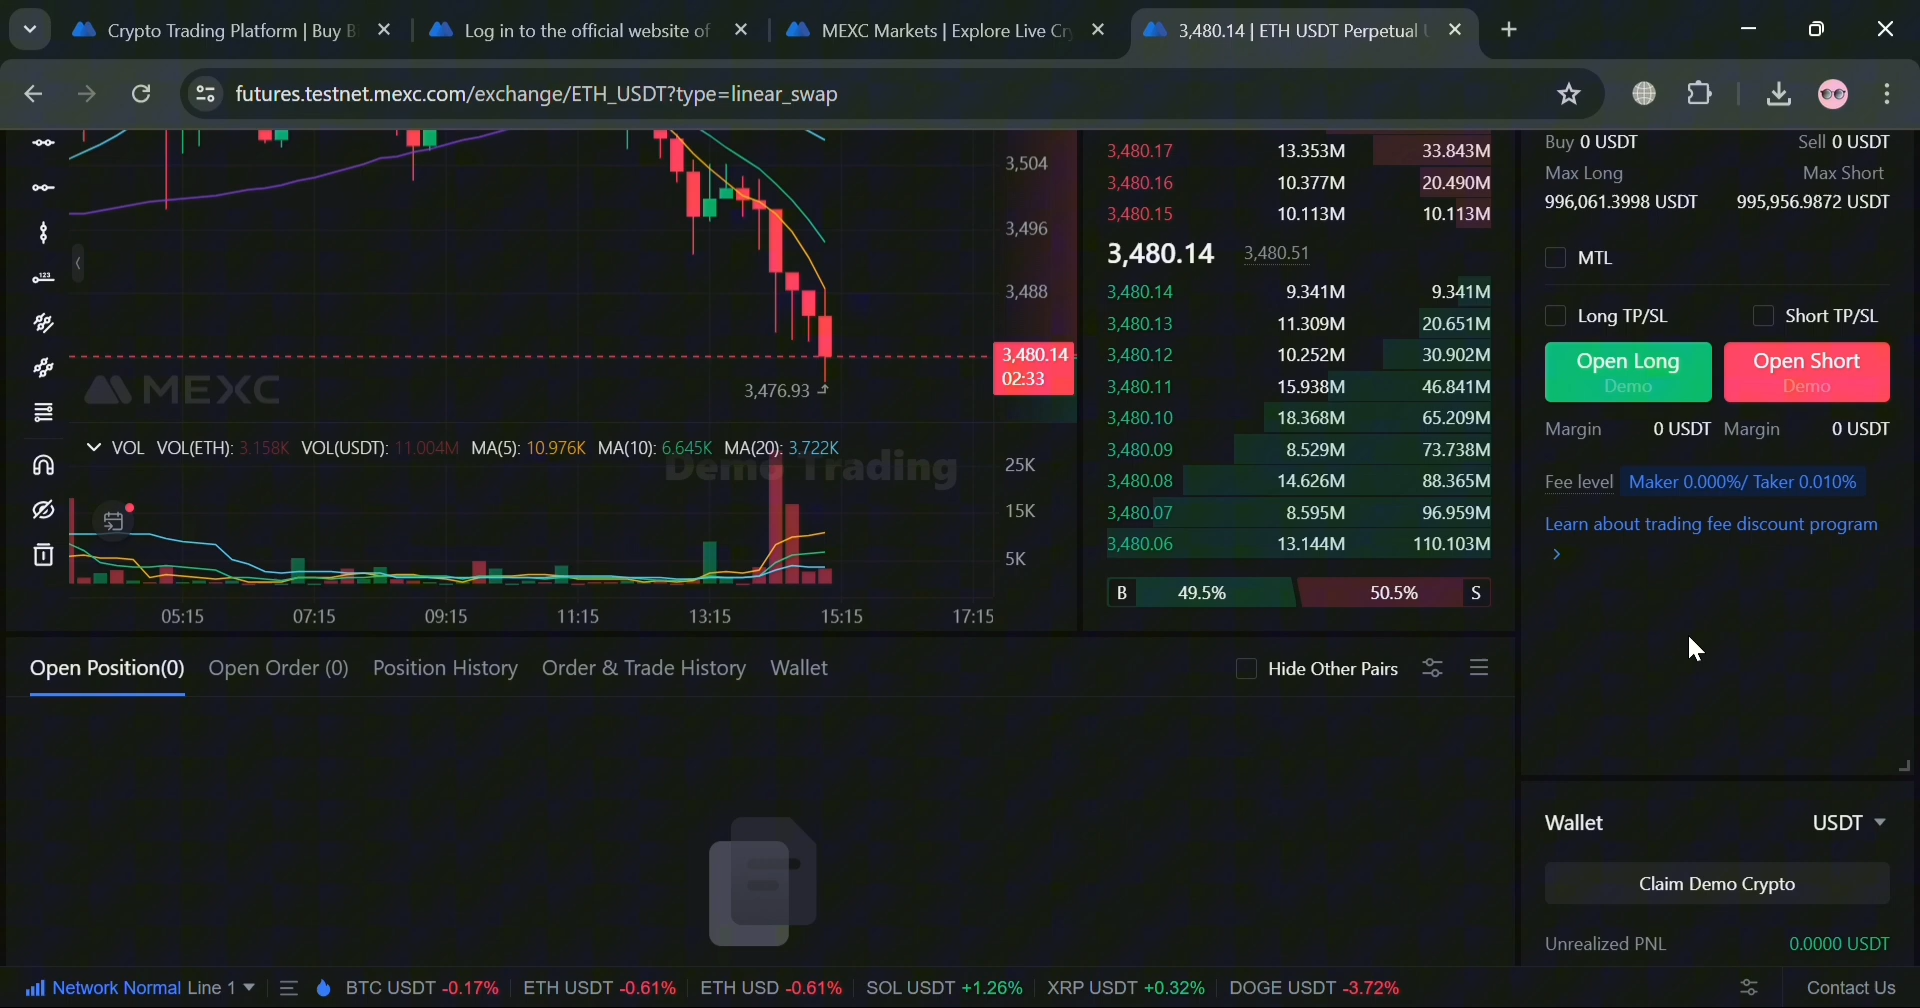 Crypto Trading Platform | Buy B
Log in to the official website of
MEXC Markets | Explore Live Cr
3,480.14 | ETH USDT Perpetual
futures.testnet.mexc.com/exchange/ETH_USDT?type=linear_swap
123
3,504
3,496
3,488
3,480.14
02:33
3,476.93
MEXC
VOL VOL(ETH): 3.158K VOL(USDT): 11.004M MA(5): 10.976K MA(10): 6.645K MA(20): 3.722K
Demo Trading
25K
15K
5K
05:15 07:15 09:15 11:15 13:15 15:15 17:15
3,480.17 13.353M 33.843M
3,480.16 10.377M 20.490M
3,480.15 10.113M 10.113M
3,480.14 3,480.51
3,480.14 9.341M 9.341M
3,480.13 11.309M 20.651M
3,480.12 10.252M 30.902M
3,480.11 15.938M 46.841M
3,480.10 18.368M 65.209M
3,480.09 8.529M 73.738M
3,480.08 14.626M 88.365M
3,480.07 8.595M 96.959M
3,480.06 13.144M 110.103M
B 49.5% 50.5% S
Buy 0 USDT Sell 0 USDT
Max Long Max Short
996,061.3998 USDT 995,956.9872 USDT
MTL
Long TP/SL Short TP/SL
Open Long Open Short
Demo Demo
Margin 0 USDT Margin 0 USDT
Fee level Maker 0.000%/ Taker 0.010%
Learn about trading fee discount program
Open Position(0) Open Order (0) Position History Order & Trade History Wallet Hide Other Pairs
Wallet USDT
Claim Demo Crypto
Unrealized PNL 0.0000 USDT
Network Normal Line 1 BTC USDT -0.17% ETH USDT -0.61% ETH USD -0.61% SOL USDT +1.26% XRP USDT +0.32% DOGE USDT -3.72% Contact Us